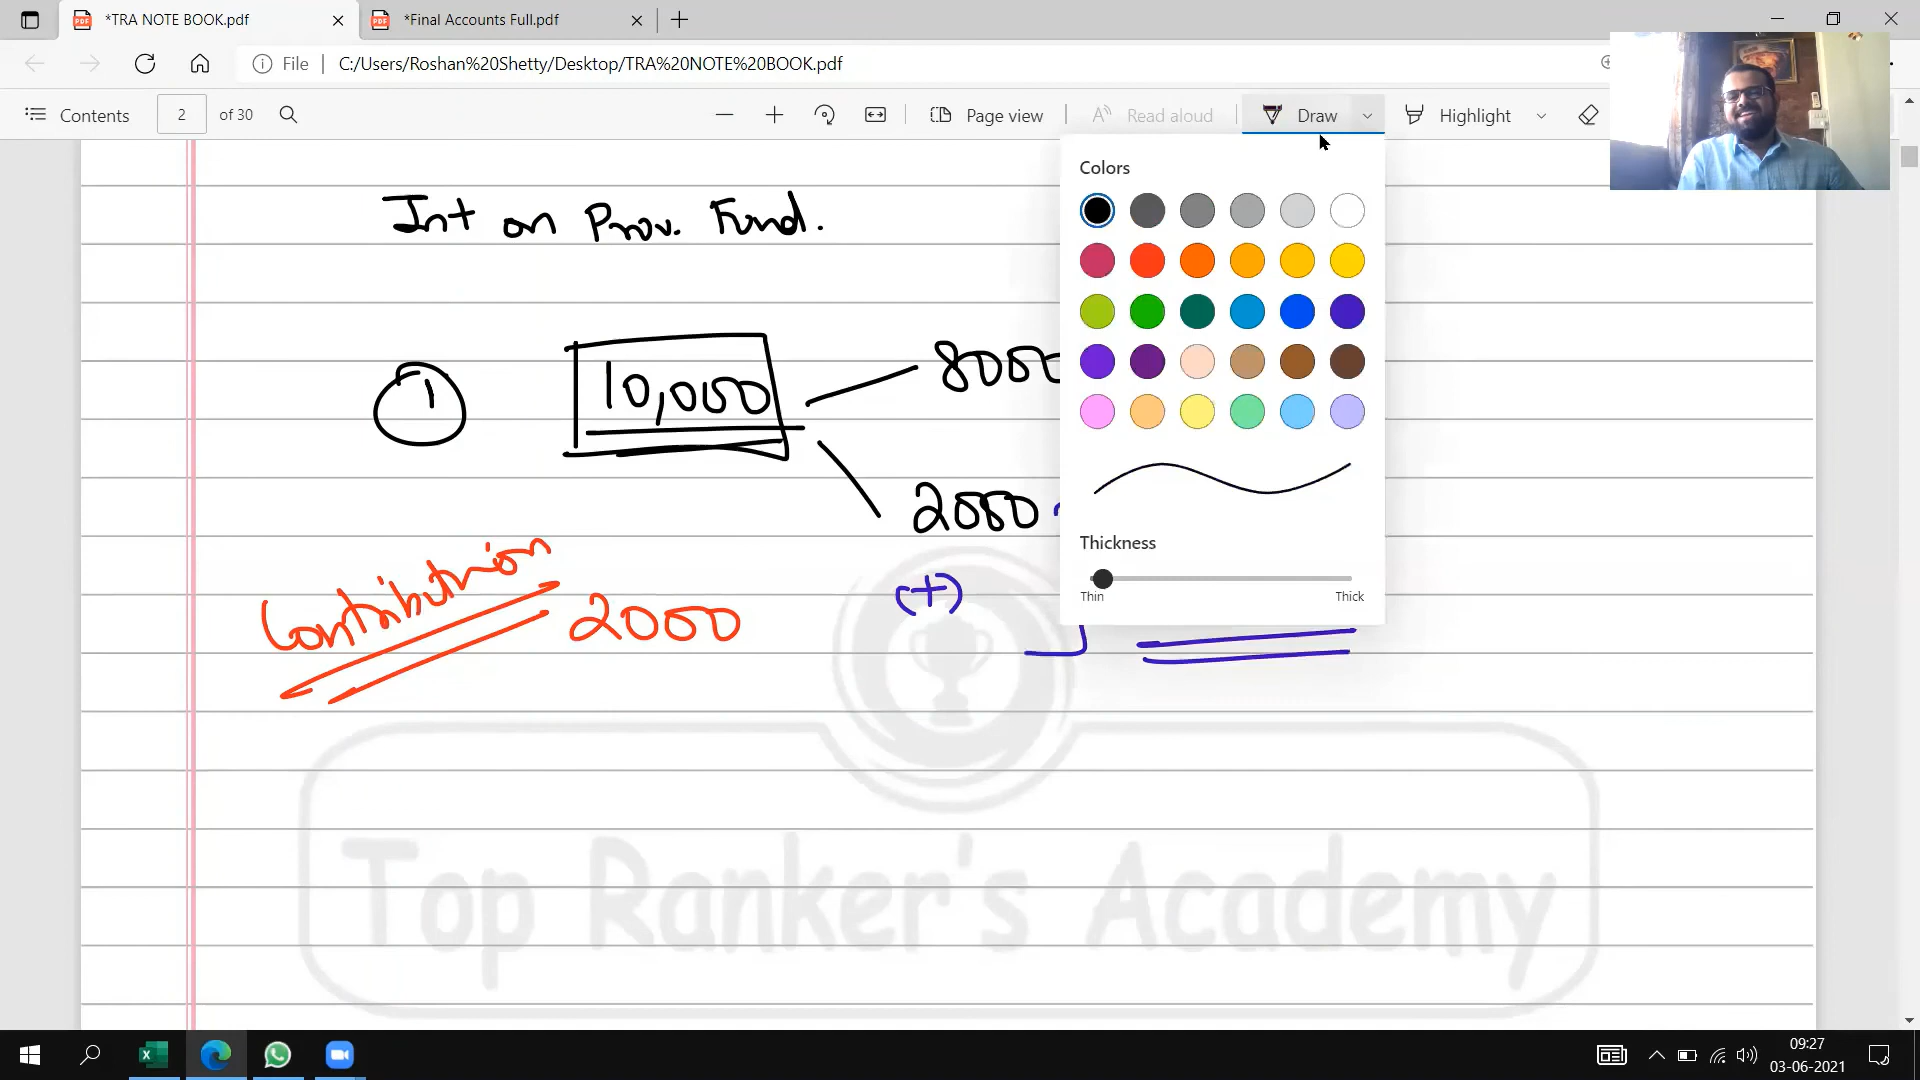 *TRA NOTE BOOK.pdf
*Final Accounts Full.pdf
File
C:/Users/Roshan%20Shetty/Desktop/TRA%20NOTE%20BOOK.pdf
Contents
2
of 30
Page view
Read aloud
Draw
Highlight
Colors
Int on Prov. Fund.
1
10,000
8000
2000
Thickness
Thin
Thick
Contribution
2000
(+)
Top Ranker's Academy
09:27
03-06-2021